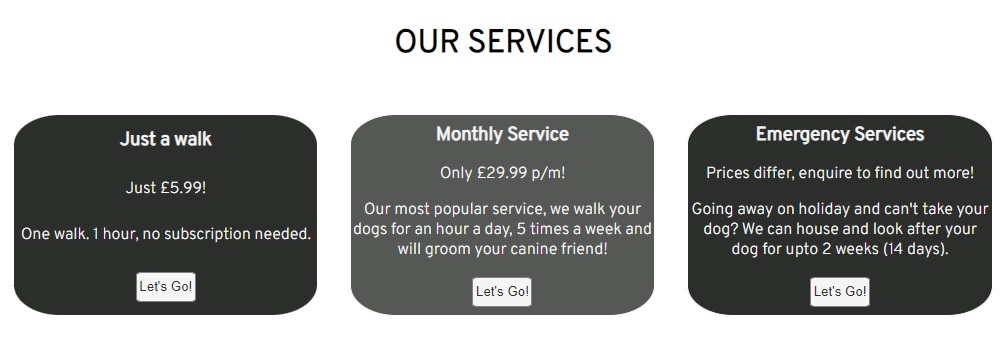 OUR SERVICES
Just a walk
Just £5.99!
One walk. 1 hour, no subscription needed.
Let's Go!
Monthly Service
Only £29.99 p/m!
Our most popular service, we walk your
dogs for an hour a day, 5 times a week and
will groom your canine friend!
Let's Go!
Emergency Services
Prices differ, enquire to find out more!
Going away on holiday and can't take your
dog? We can house and look after your
dog for upto 2 weeks (14 days).
Let's Go!